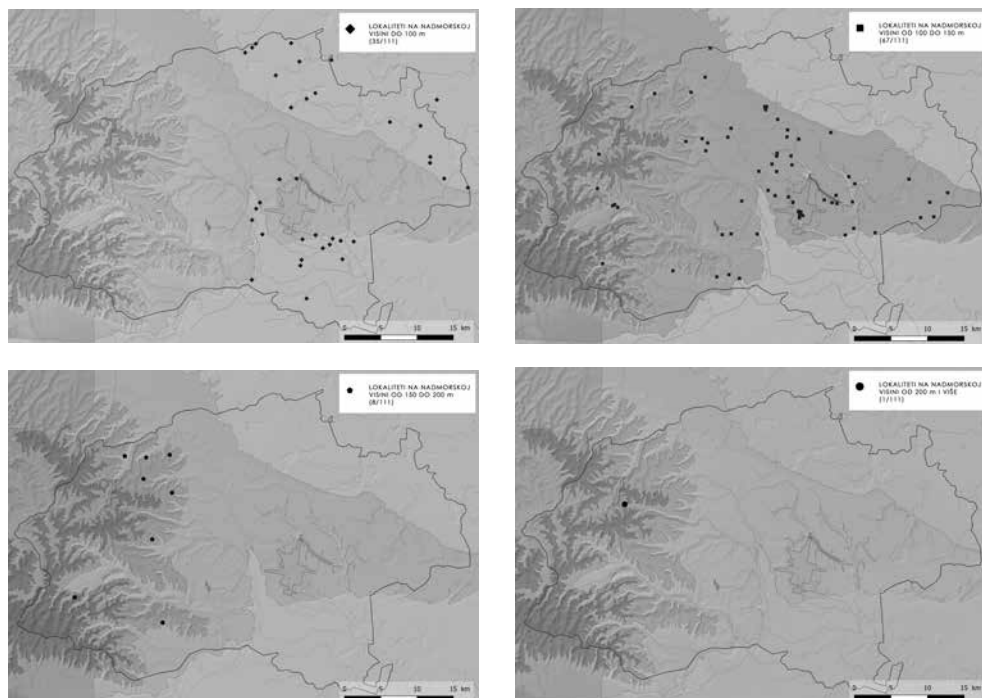 LOKALITETI NA NADMORSKOJ
VISINI DO 100 m
(35/111)
0 5 10 15 km
LOKALITETI NA NADMORSKOJ
VISINI OD 100 DO 150 m
(67/111)
0 5 10 15 km
LOKALITETI NA NADMORSKOJ
VISINI OD 150 DO 200 m
(8/111)
0 5 10 15 km
LOKALITETI NA NADMORSKOJ
VISINI OD 200 m I VIŠE
(1/111)
0 5 10 15 km